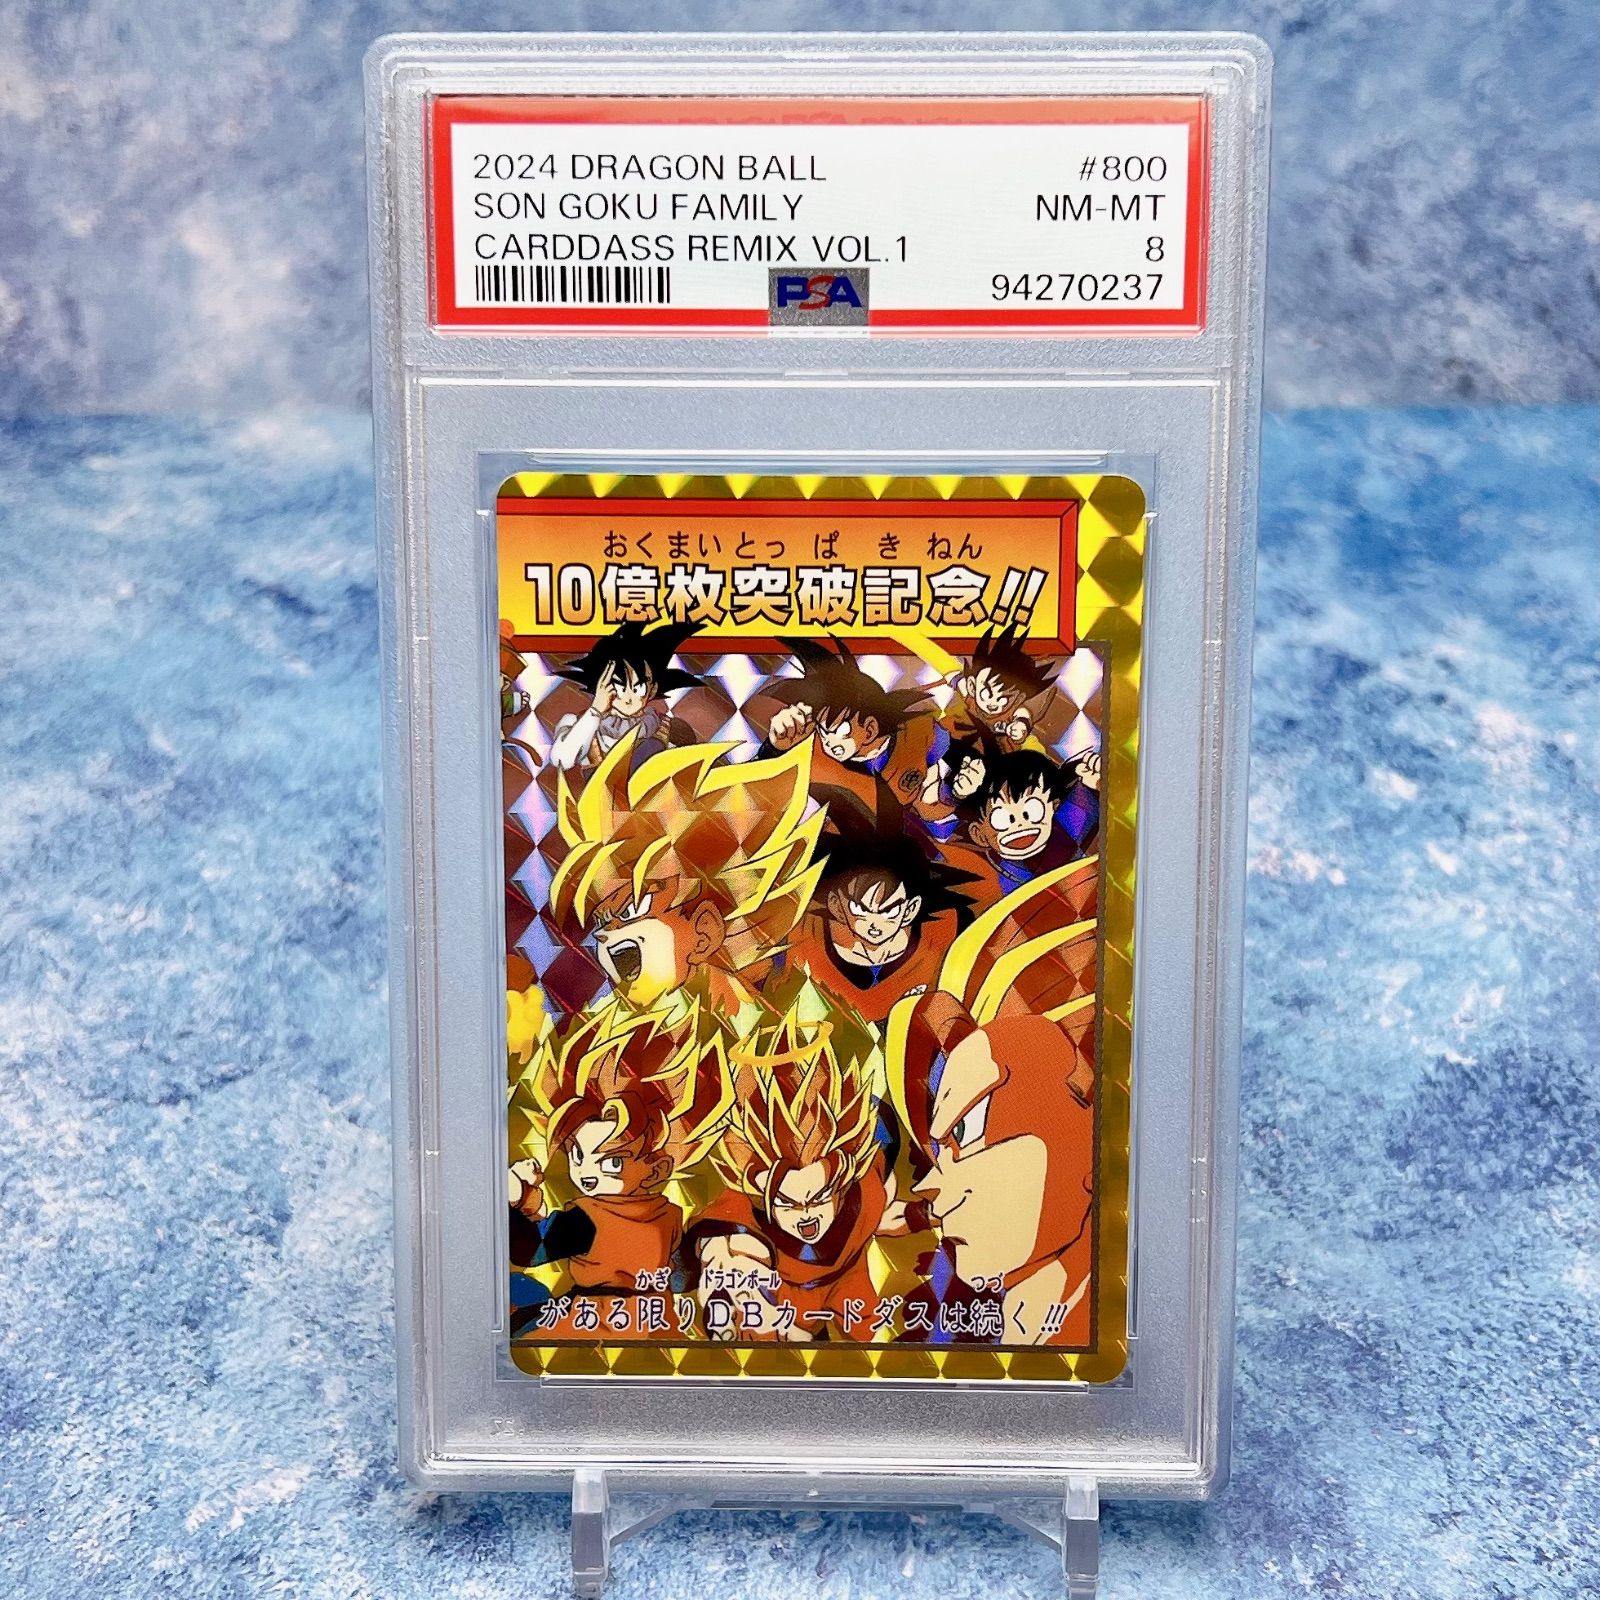 2024 DRAGON BALL #800
SON GOKU FAMILY NM-MT
CARDDASS REMIX VOL.1 8
PSA 94270237
おくまいとっぱきねん
10億枚突破記念!!
かぎ ドラゴンボール つづ
がある限りDBカードダスは続く!!!